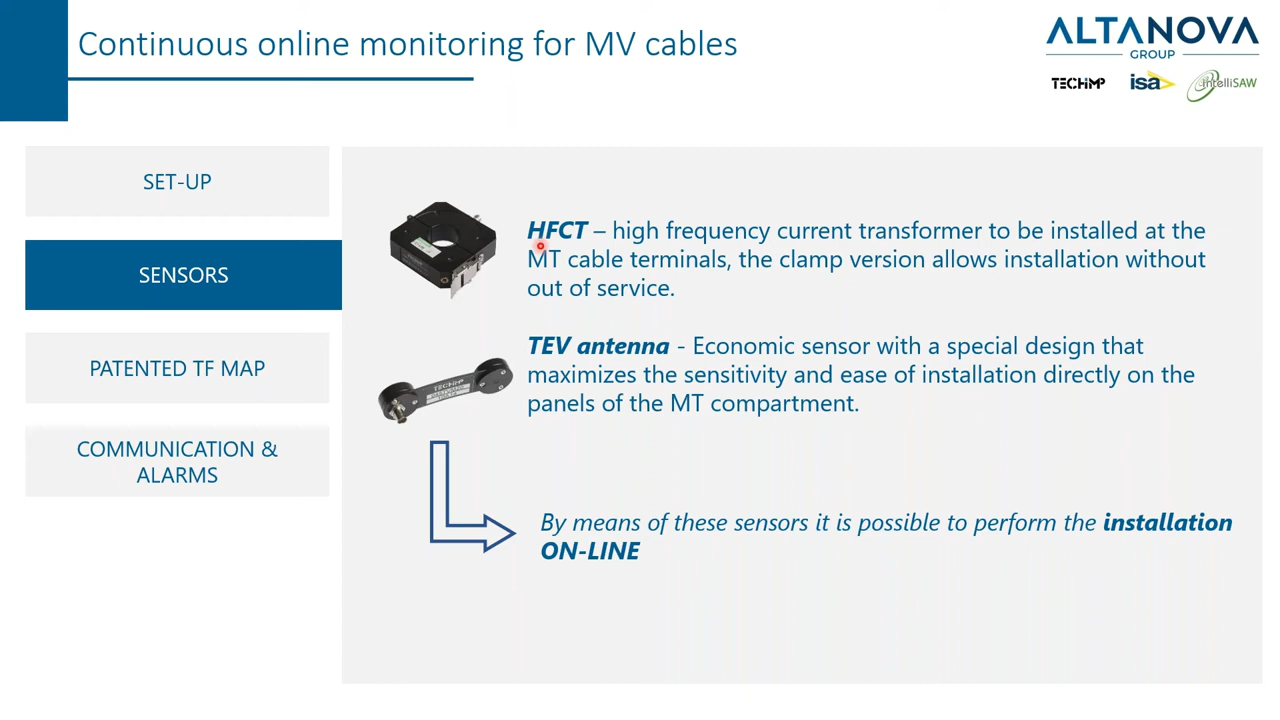 Continuous online monitoring for MV cables
ALTANOVA
GROUP
TECHIMP
isa
intelliSAW
SET-UP
SENSORS
PATENTED TF MAP
COMMUNICATION &
ALARMS
HFCT – high frequency current transformer to be installed at the
MT cable terminals, the clamp version allows installation without
out of service.
TEV antenna - Economic sensor with a special design that
maximizes the sensitivity and ease of installation directly on the
panels of the MT compartment.
TECHIMP
By means of these sensors it is possible to perform the installation
ON-LINE